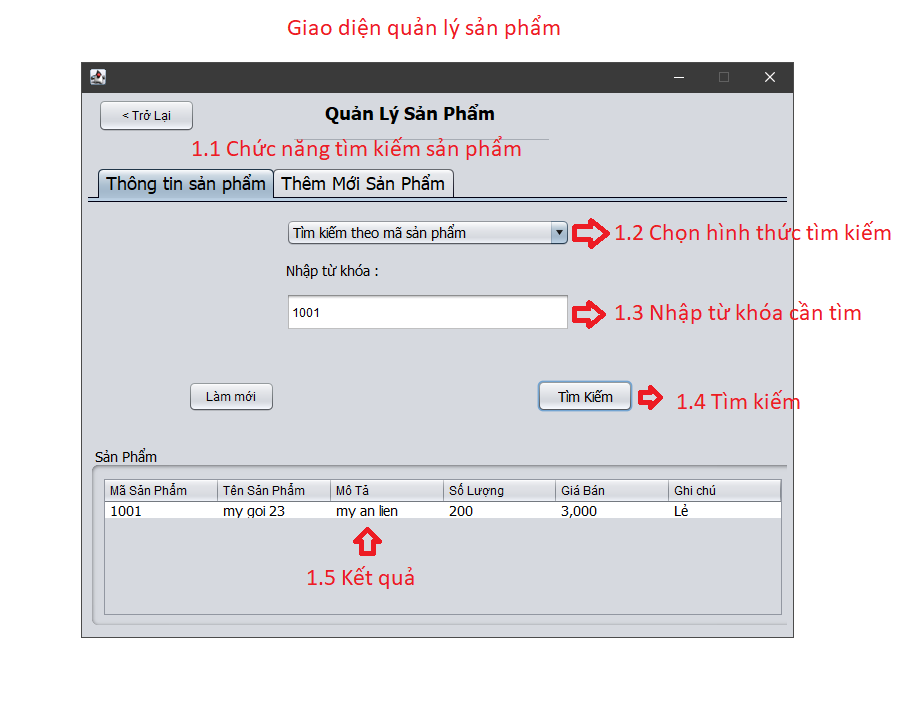 Giao diện quản lý sản phẩm
< Trở Lại
Quản Lý Sản Phẩm
1.1 Chức năng tìm kiếm sản phẩm
Thông tin sản phẩm Thêm Mới Sản Phẩm
Tìm kiếm theo mã sản phẩm 1.2 Chọn hình thức tìm kiếm
Nhập từ khóa :
1001 1.3 Nhập từ khóa cần tìm
Làm mới Tìm Kiếm 1.4 Tìm kiếm
Sản Phẩm
Mã Sản Phẩm Tên Sản Phẩm Mô Tả Số Lượng Giá Bán Ghi chú
1001 my goi 23 my an lien 200 3,000 Lẻ
1.5 Kết quả